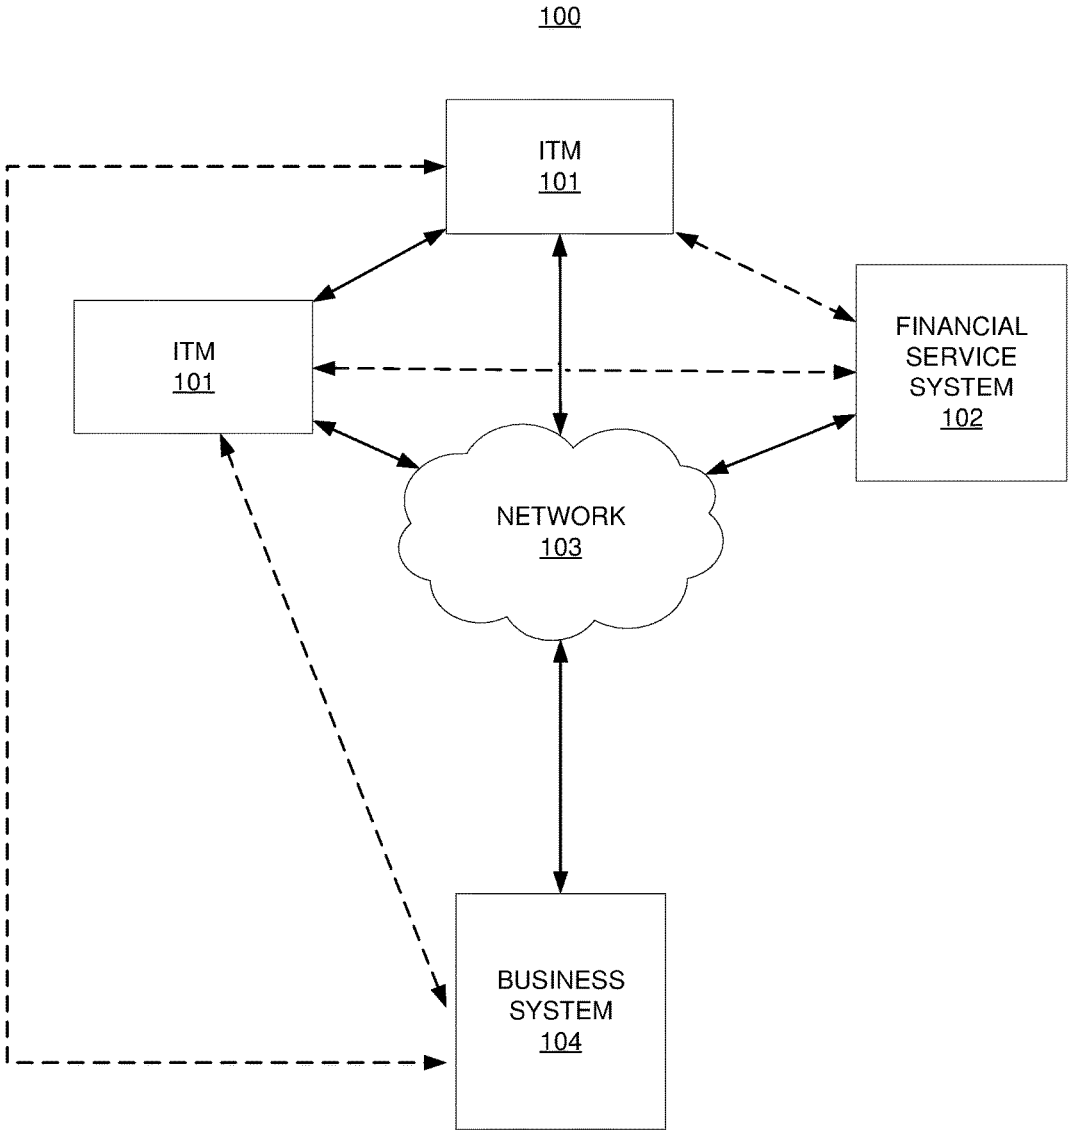 100
ITM
101
ITM
101
FINANCIAL
SERVICE
SYSTEM
102
NETWORK
103
BUSINESS
SYSTEM
104